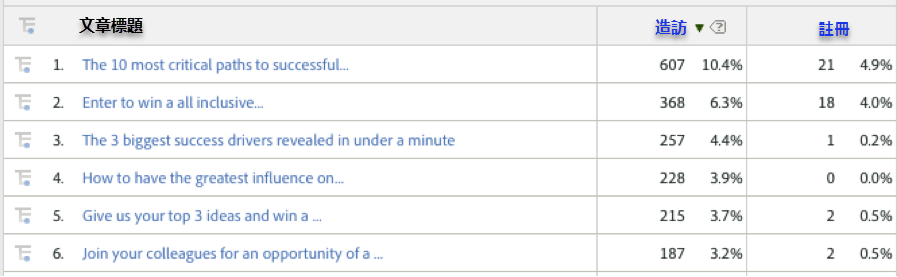 文章標題 造訪 ▼ ? 註冊
1. The 10 most critical paths to successful... 607 10.4% 21 4.9%
2. Enter to win a all inclusive... 368 6.3% 18 4.0%
3. The 3 biggest success drivers revealed in under a minute 257 4.4% 1 0.2%
4. How to have the greatest influence on... 228 3.9% 0 0.0%
5. Give us your top 3 ideas and win a ... 215 3.7% 2 0.5%
6. Join your colleagues for an opportunity of a ... 187 3.2% 2 0.5%